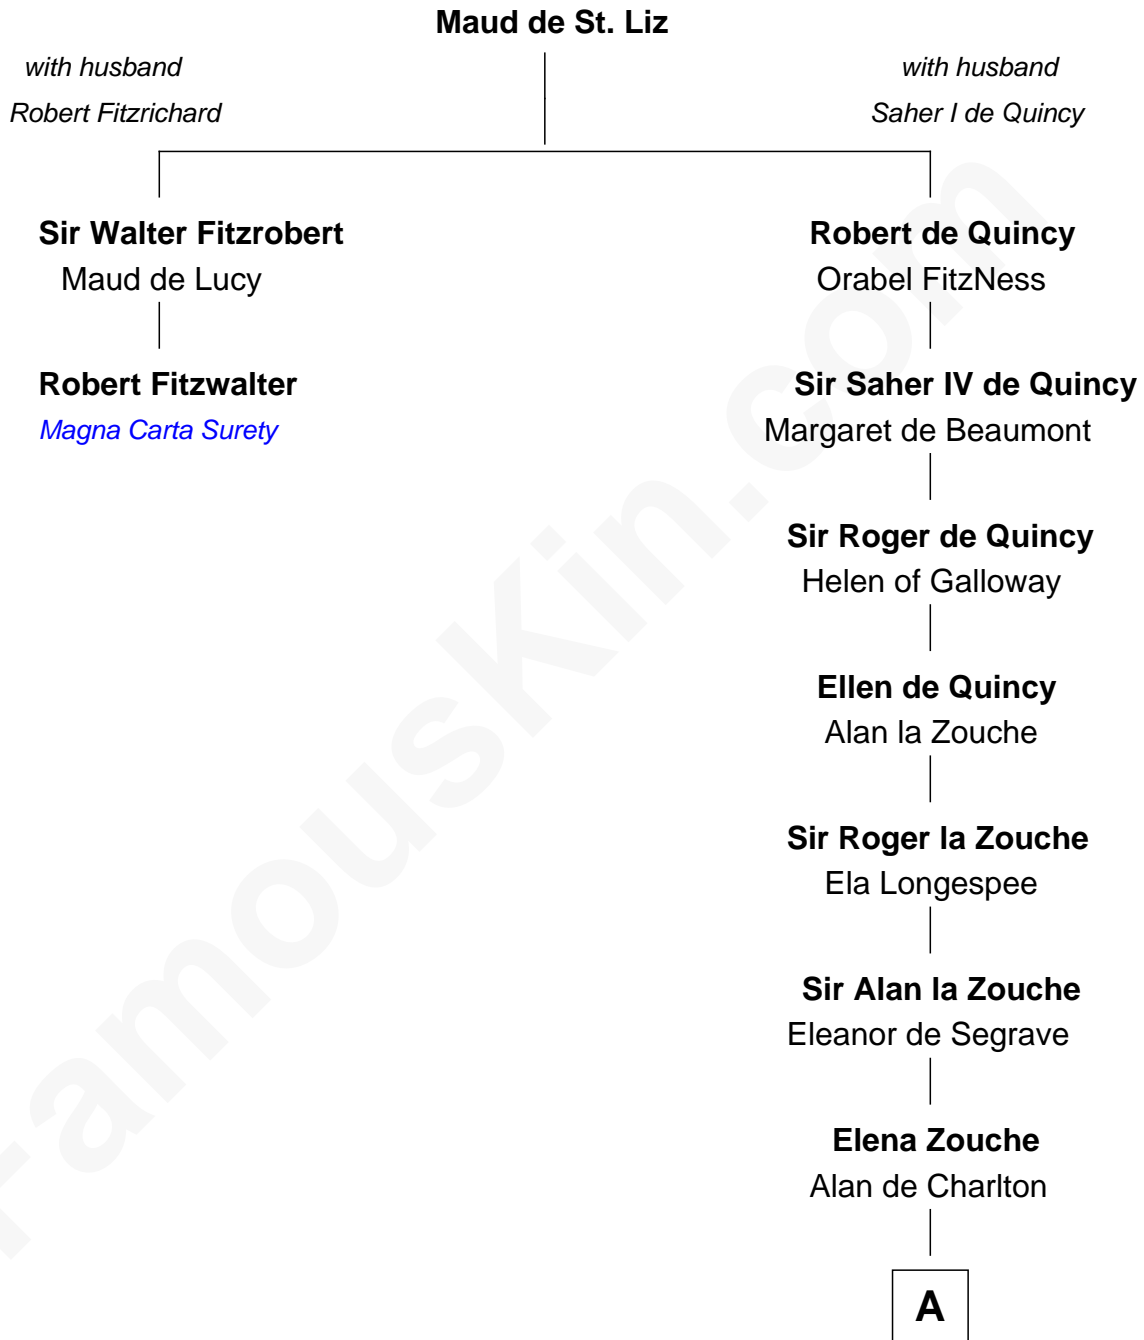 Maud de St. Liz
with husband
Robert Fitzrichard
with husband
Saher I de Quincy
Sir Walter Fitzrobert
Maud de Lucy
Robert Fitzwalter
Magna Carta Surety
Robert de Quincy
Orabel FitzNess
Sir Saher IV de Quincy
Margaret de Beaumont
Sir Roger de Quincy
Helen of Galloway
Ellen de Quincy
Alan la Zouche
Sir Roger la Zouche
Ela Longespee
Sir Alan la Zouche
Eleanor de Segrave
Elena Zouche
Alan de Charlton
A
FamousKin.com